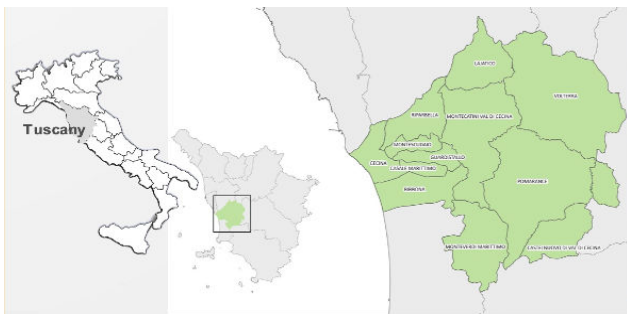 Tuscany
LAJATICO
VOLTERRA
RIPARBELLA
MONTECATINI VAL DI CECINA
MONTESCUDAIO
GUARDISTALLO
CECINA
CASALE MARITTIMO
POMARANCE
BIBBONA
MONTEVERDI MARITTIMO
CASTELNUOVO DI VAL DI CECINA